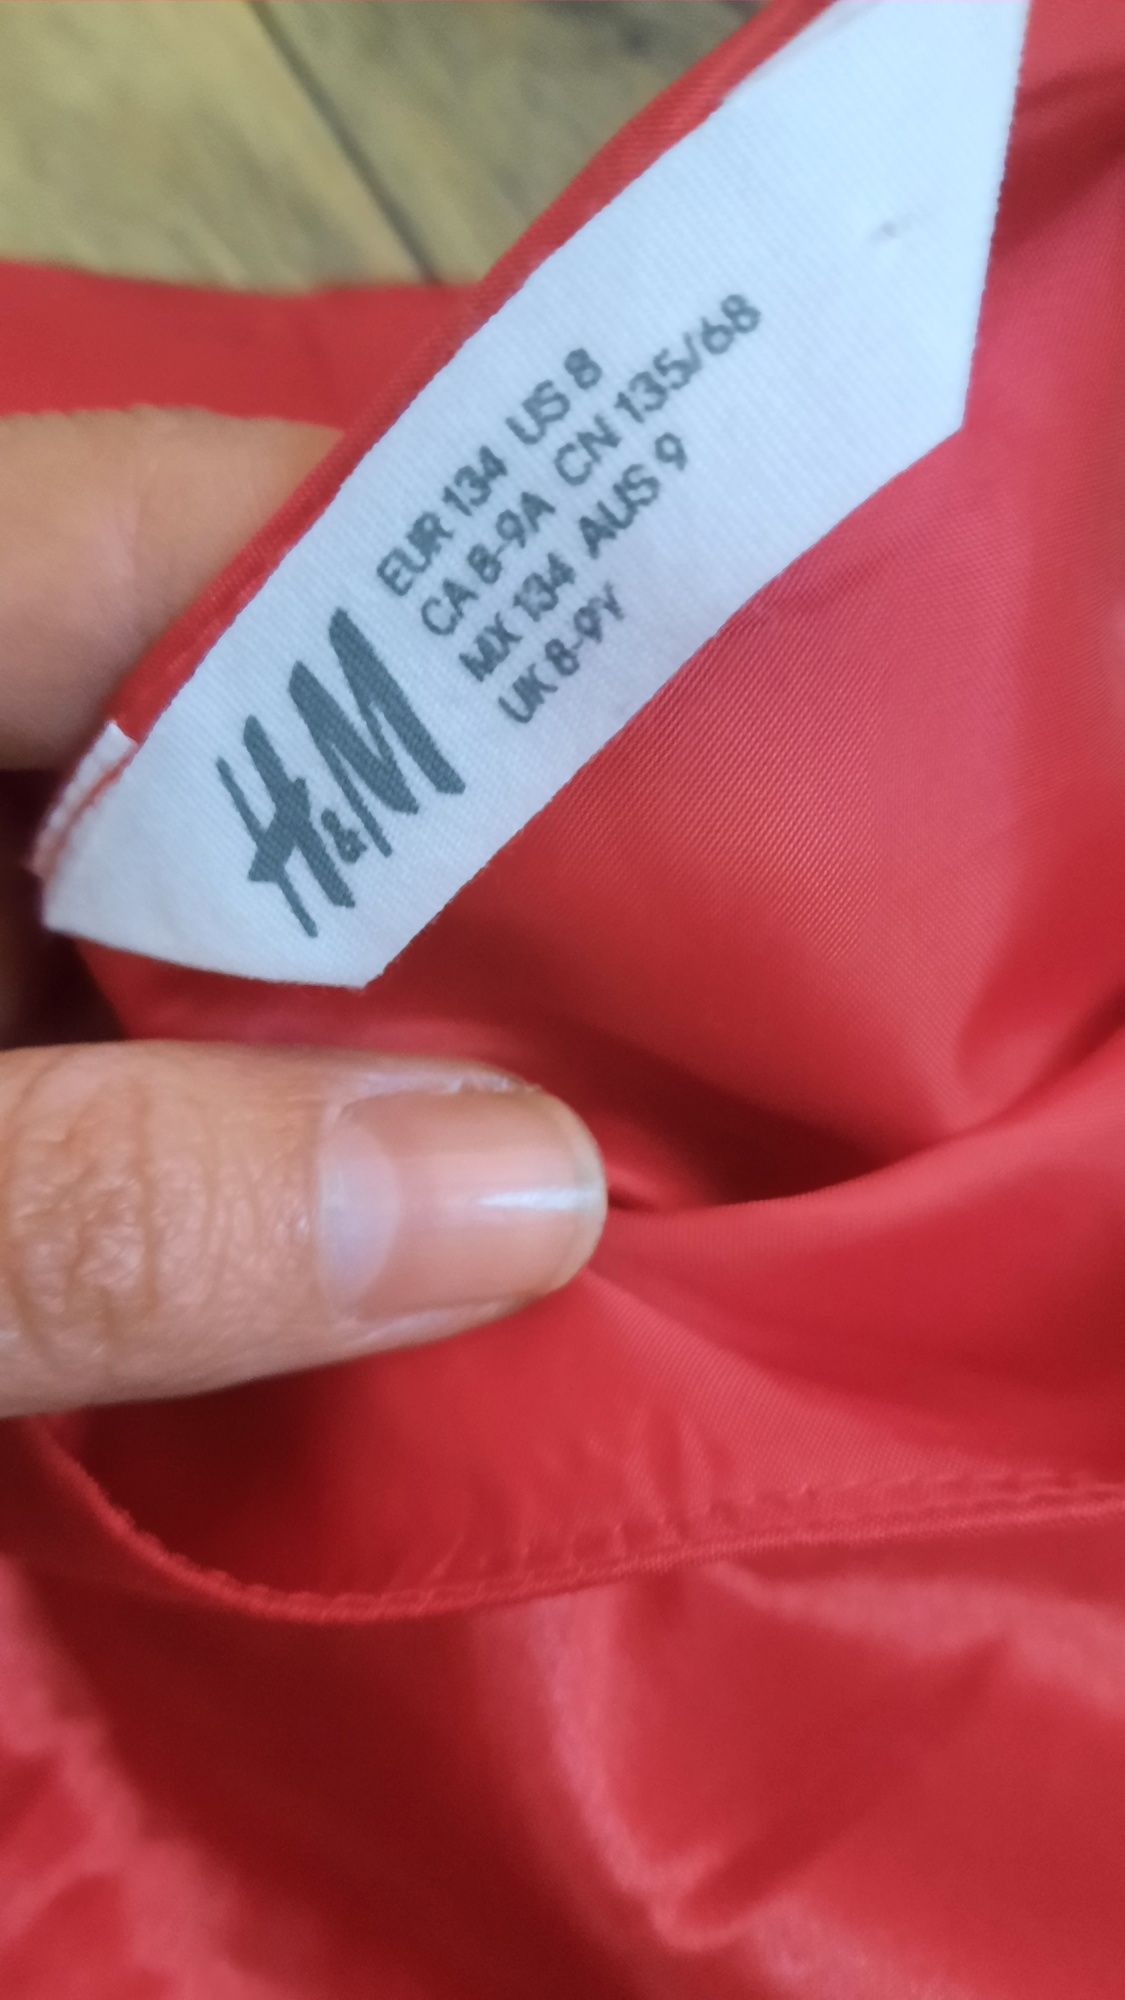 H&M
EUR 134 US 8
CA 8-9A CN 135/68
MX 134 AUS 9
UK 8-9Y